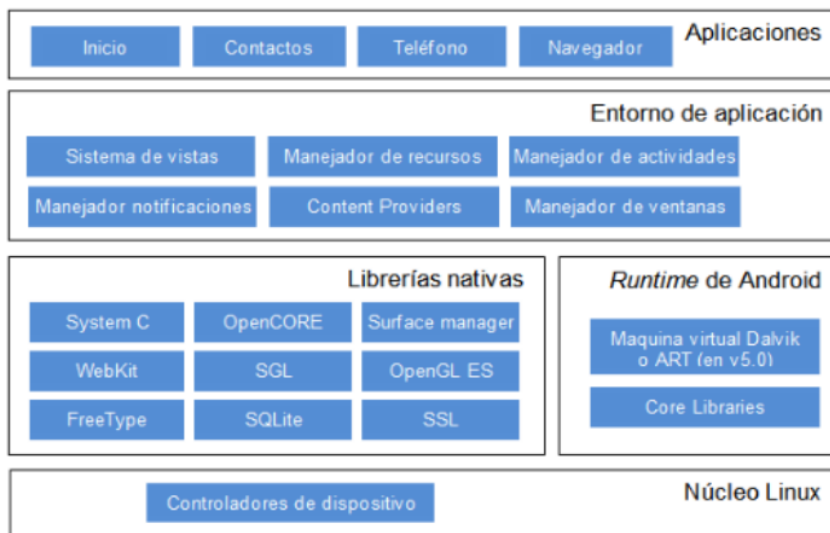 Aplicaciones
Inicio
Contactos
Teléfono
Navegador
Entorno de aplicación
Sistema de vistas
Manejador de recursos
Manejador de actividades
Manejador notificaciones
Content Providers
Manejador de ventanas
Librerías nativas
System C
OpenCORE
Surface manager
WebKit
SGL
OpenGL ES
FreeType
SQLite
SSL
Runtime de Android
Maquina virtual Dalvik
o ART (en v5.0)
Core Libraries
Núcleo Linux
Controladores de dispositivo